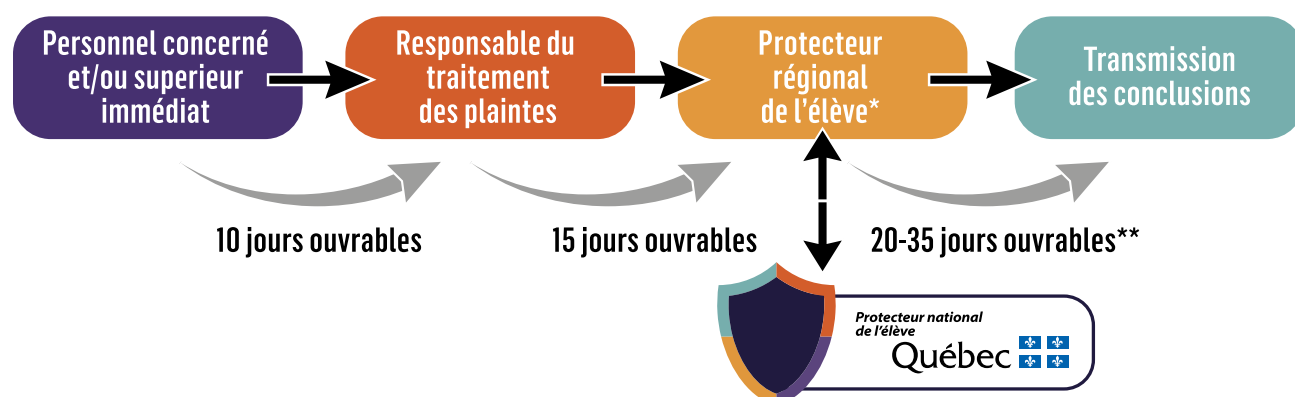 Personnel concerné
et/ou superieur
immédiat
Responsable du
traitement
des plaintes
Protecteur
régional
de l'élève*
Transmission
des conclusions
10 jours ouvrables
15 jours ouvrables
20-35 jours ouvrables**
Protecteur national
de l'élève
Québec